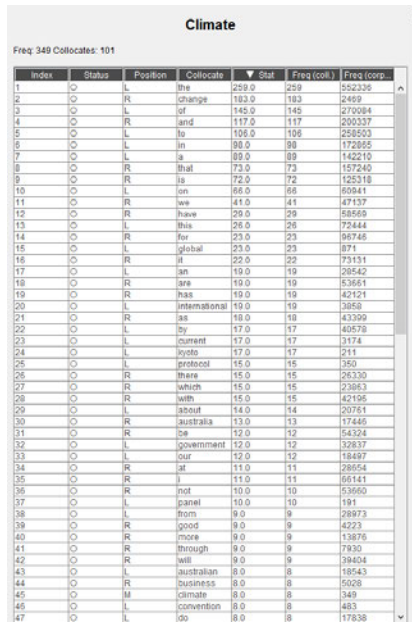 Climate
Freq: 349 Collocates: 101
Index Status Position Collocate ▼ Stat Freq (coll.) Freq (corp...
1 L the 259.0 259 552336
2 R change 183.0 183 2469
3 L of 145.0 145 270084
4 R and 117.0 117 200337
5 L to 106.0 106 258503
6 L in 98.0 98 172865
7 L a 89.0 89 142210
8 R that 73.0 73 157240
9 R is 72.0 72 125318
10 L on 66.0 66 60941
11 R we 41.0 41 47137
12 R have 29.0 29 58569
13 L this 26.0 26 72444
14 R for 23.0 23 96746
15 L global 23.0 23 871
16 R it 22.0 22 73131
17 L an 19.0 19 28542
18 R are 19.0 19 53661
19 R has 19.0 19 42121
20 L international 19.0 19 3858
21 R as 18.0 18 43399
22 L by 17.0 17 40578
23 L current 17.0 17 3174
24 L kyoto 17.0 17 211
25 L protocol 15.0 15 350
26 R there 15.0 15 26330
27 R which 15.0 15 23863
28 R with 15.0 15 42195
29 L about 14.0 14 20761
30 R australia 13.0 13 17446
31 R be 12.0 12 54324
32 L government 12.0 12 32837
33 L our 12.0 12 18497
34 R at 11.0 11 28654
35 R i 11.0 11 66141
36 R not 10.0 10 53660
37 L panel 10.0 10 191
38 L from 9.0 9 28973
39 R good 9.0 9 4223
40 R more 9.0 9 13876
41 R through 9.0 9 7930
42 R will 9.0 9 39404
43 L australian 8.0 8 18543
44 R business 8.0 8 5028
45 M climate 8.0 8 349
46 L convention 8.0 8 483
47 L do 8.0 8 17838